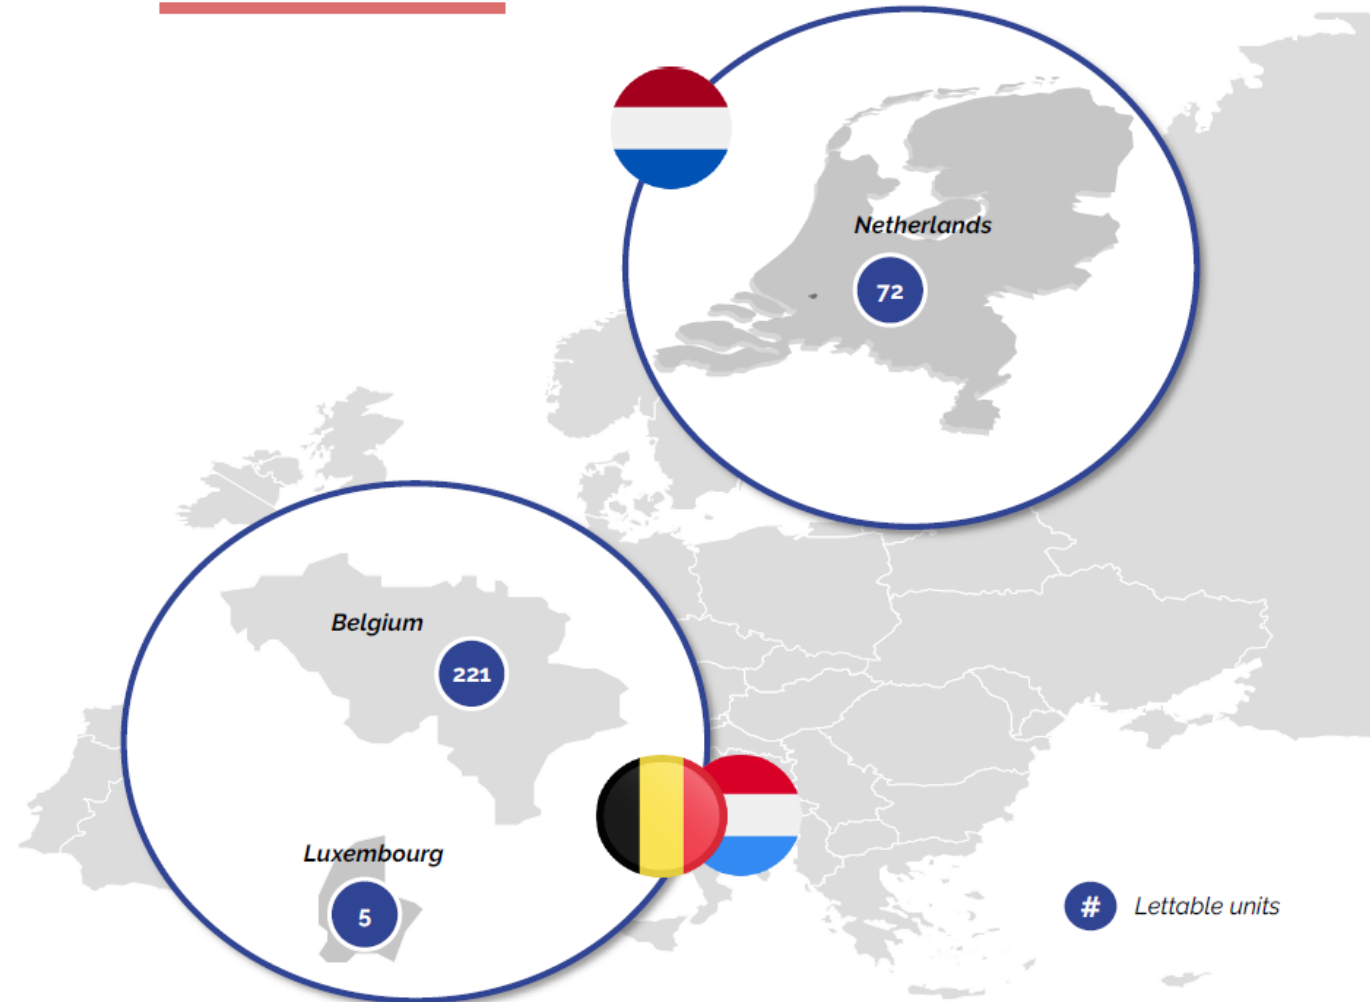 Netherlands
72
Belgium
221
Luxembourg
5
# Lettable units